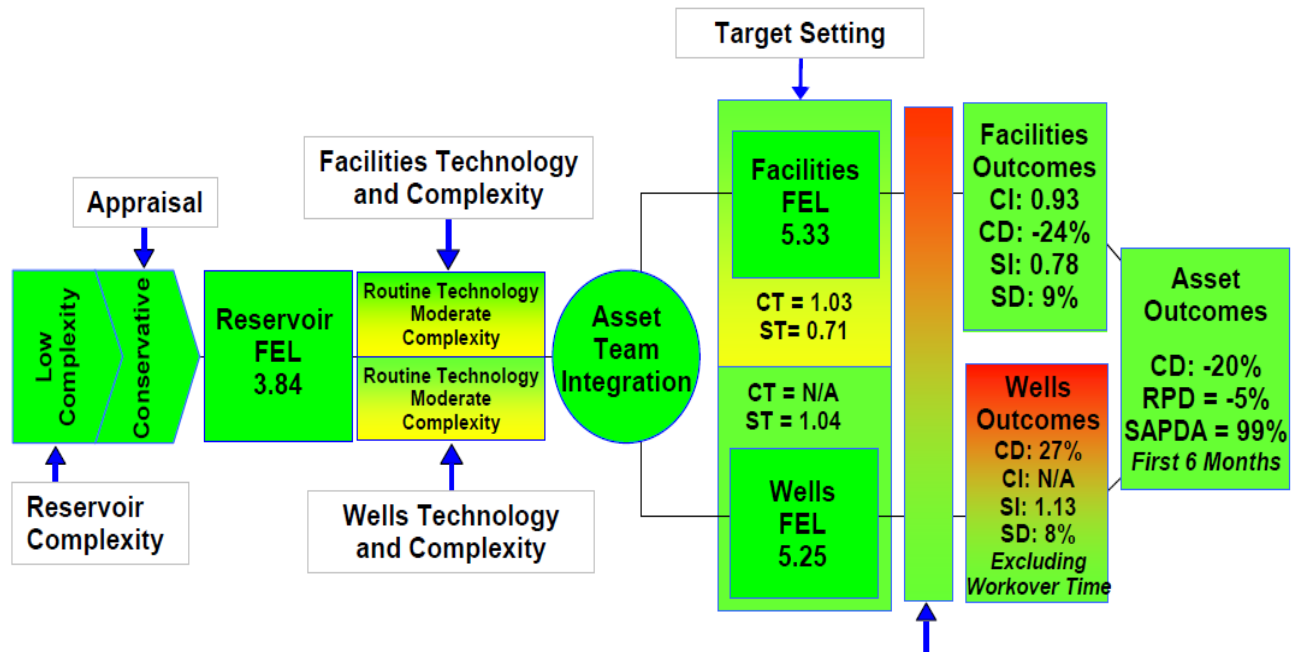 Target Setting
Facilities Technology
and Complexity
Appraisal
Low
Complexity
Conservative
Reservoir
FEL
3.84
Routine Technology
Moderate
Complexity
Routine Technology
Moderate
Complexity
Asset
Team
Integration
Facilities
FEL
5.33
CT = 1.03
ST= 0.71
CT = N/A
ST = 1.04
Wells
FEL
5.25
Facilities
Outcomes
CI: 0.93
CD: -24%
SI: 0.78
SD: 9%
Wells
Outcomes
CD: 27%
CI: N/A
SI: 1.13
SD: 8%
Excluding
Workover Time
Asset
Outcomes
CD: -20%
RPD = -5%
SAPDA = 99%
First 6 Months
Reservoir
Complexity
Wells Technology
and Complexity